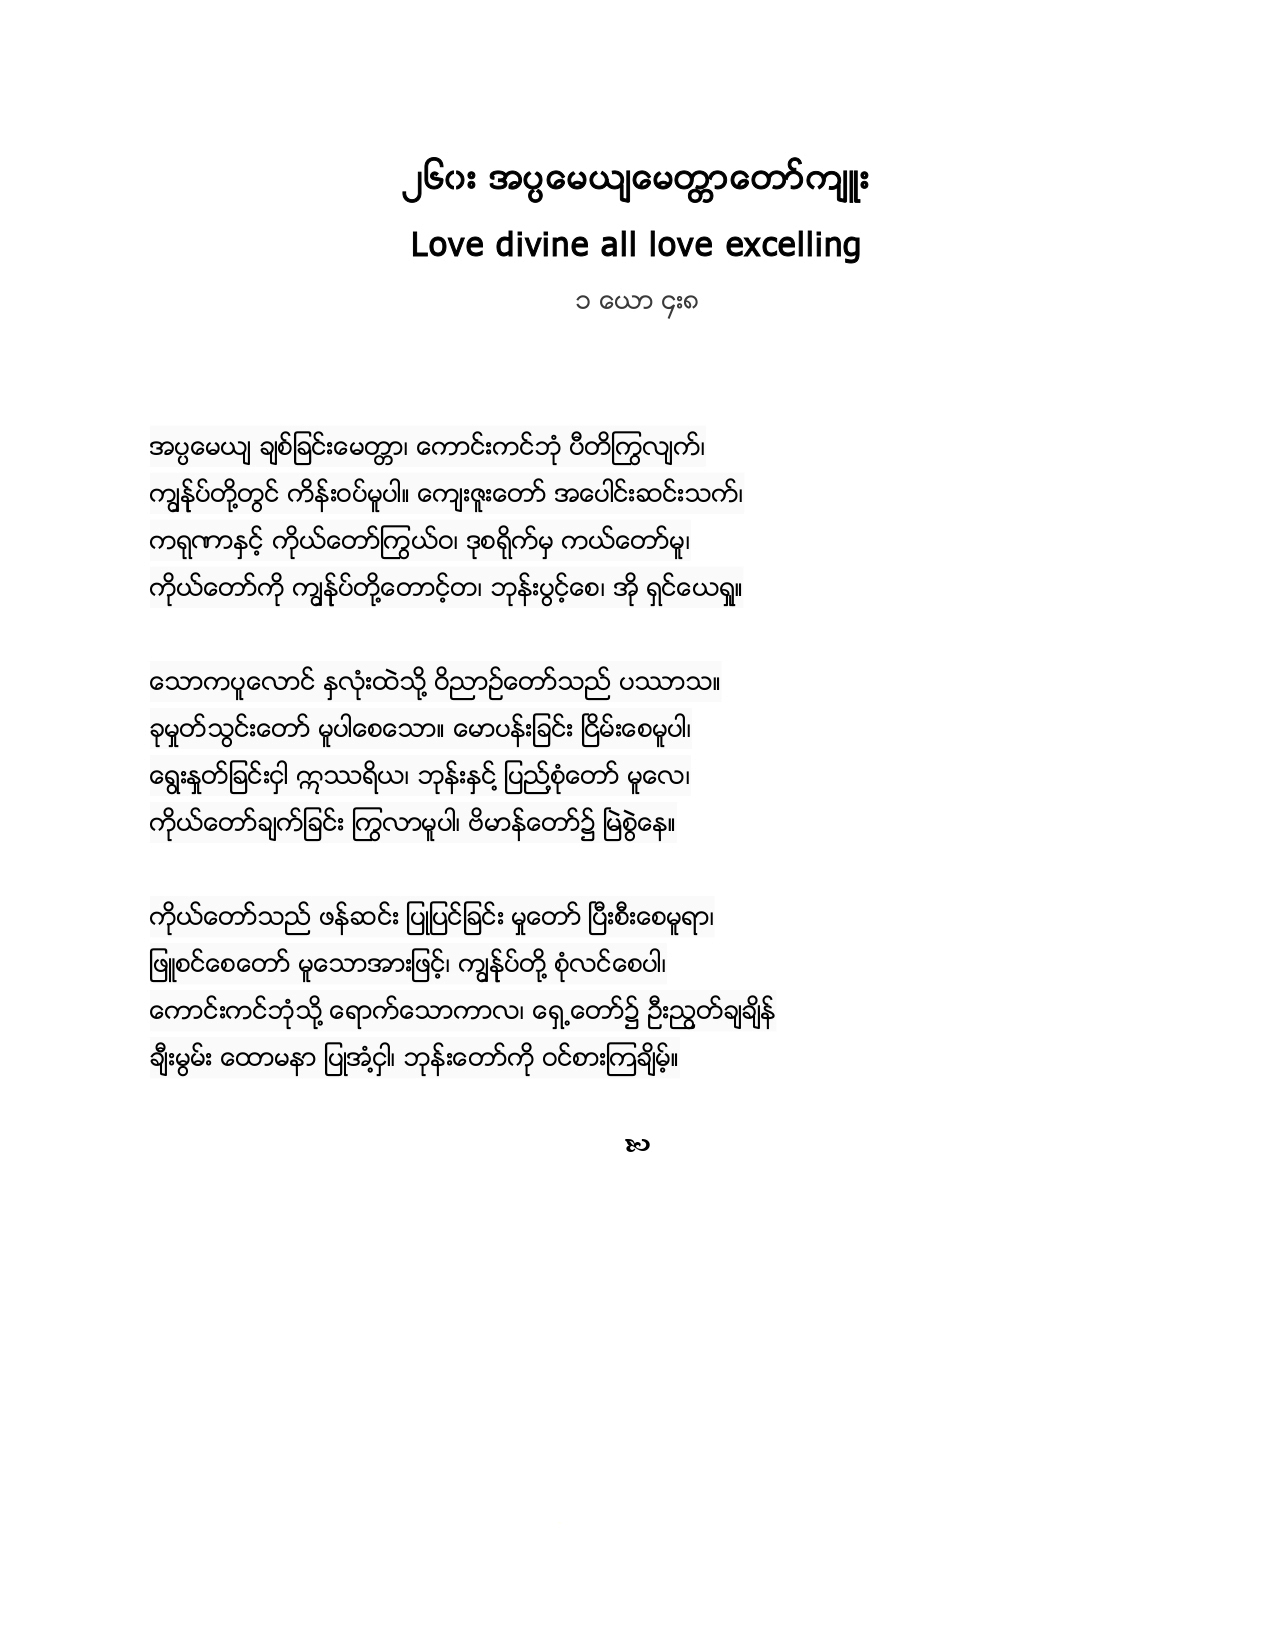 ၂၆၀း အပ္ပမေယျမေတ္တာတော်ကျူး
Love divine all love excelling
၁ ယော ၄း၈
အပ္ပမေယျ ချစ်ခြင်းမေတ္တာ၊ ကောင်းကင်ဘုံ ပီတိကြွလျက်၊
ကျွန်ုပ်တို့တွင် ကိန်းဝပ်မူပါ။ ကျေးဇူးတော် အပေါင်းဆင်းသက်၊
ကရုဏာနှင့် ကိုယ်တော်ကြွယ်ဝ၊ ဒုစရိုက်မှ ကယ်တော်မူ၊
ကိုယ်တော်ကို ကျွန်ုပ်တို့တောင့်တ၊ ဘုန်းပွင့်စေ၊ အို ရှင်ယေရှု။
သောကပူလောင် နှလုံးထဲသို့ ဝိညာဉ်တော်သည် ပဿာသ။
ခုမှုတ်သွင်းတော် မူပါစေသော။ မောပန်းခြင်း ငြိမ်းစေမူပါ၊
ရွေးနှုတ်ခြင်းငှါ ဣဿရိယ၊ ဘုန်းနှင့် ပြည့်စုံတော် မူလေ၊
ကိုယ်တော်ချက်ခြင်း ကြွလာမူပါ၊ ဗိမာန်တော်၌ မြဲစွဲနေ။
ကိုယ်တော်သည် ဖန်ဆင်း ပြုပြင်ခြင်း မှုတော် ပြီးစီးစေမူရာ၊
ဖြူစင်စေတော် မူသောအားဖြင့်၊ ကျွန်ုပ်တို့ စုံလင်စေပါ၊
ကောင်းကင်ဘုံသို့ ရောက်သောကာလ၊ ရှေ့တော်၌ ဦးညွှတ်ချချိန်
ချီးမွမ်း ထောမနာ ပြုအံ့ငှါ၊ ဘုန်းတော်ကို ဝင်စားကြချိမ့်။